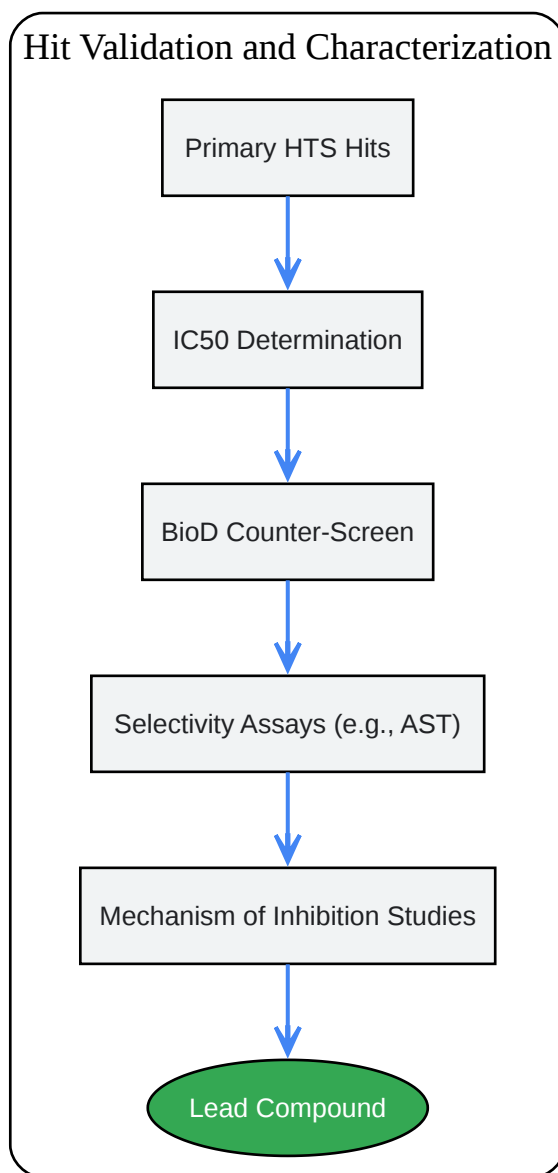 Hit Validation and Characterization
Primary HTS Hits
IC50 Determination
BioD Counter-Screen
Selectivity Assays (e.g., AST)
Mechanism of Inhibition Studies
Lead Compound